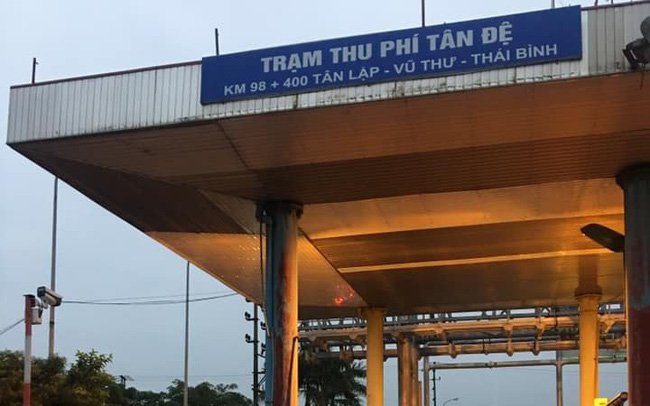 TRẠM THU PHÍ TÂN ĐỆ
KM 98 + 400 TÂN LẬP - VŨ THƯ - THÁI BÌNH